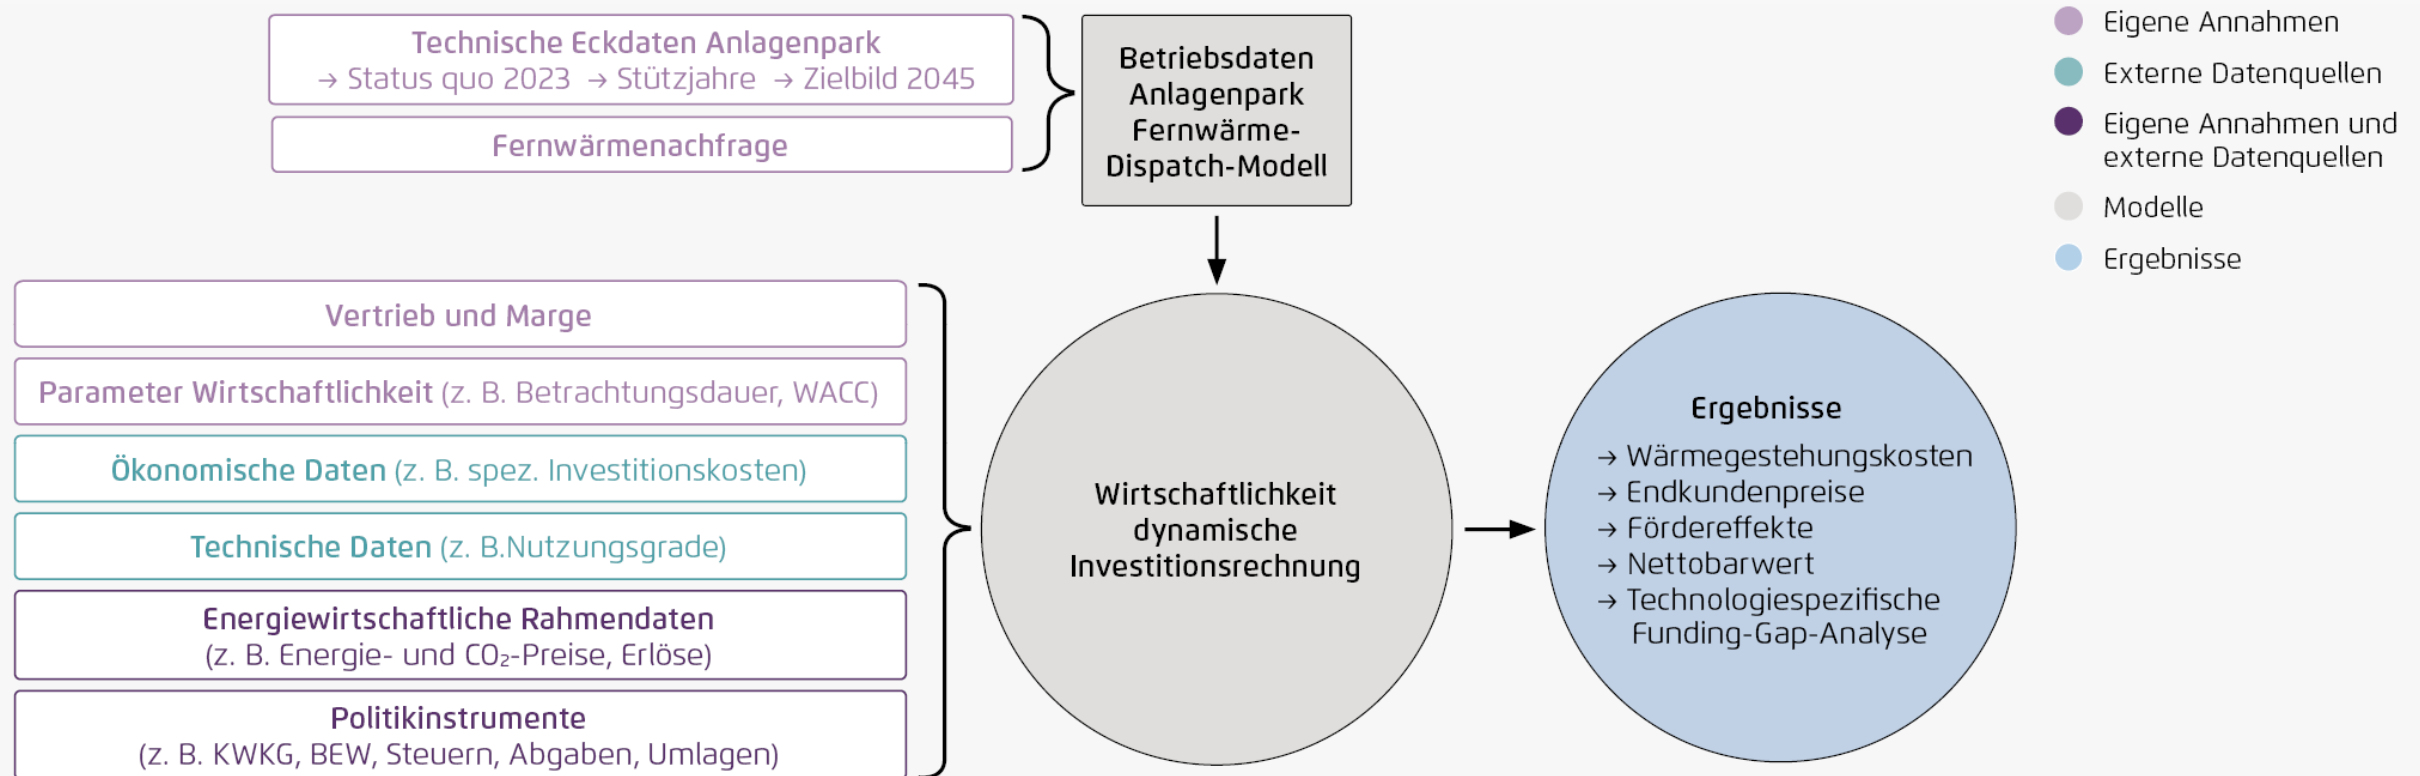 Technische Eckdaten Anlagenpark
→ Status quo 2023 → Stützjahre → Zielbild 2045
Fernwärmenachfrage
Betriebsdaten
Anlagenpark
Fernwärme-
Dispatch-Modell
Eigene Annahmen
Externe Datenquellen
Eigene Annahmen und
externe Datenquellen
Modelle
Ergebnisse
Vertrieb und Marge
Parameter Wirtschaftlichkeit (z. B. Betrachtungsdauer, WACC)
Ökonomische Daten (z. B. spez. Investitionskosten)
Technische Daten (z. B.Nutzungsgrade)
Energiewirtschaftliche Rahmendaten
(z. B. Energie- und CO₂-Preise, Erlöse)
Politikinstrumente
(z. B. KWKG, BEW, Steuern, Abgaben, Umlagen)
Wirtschaftlichkeit
dynamische
Investitionsrechnung
Ergebnisse
→ Wärmegestehungskosten
→ Endkundenpreise
→ Fördereffekte
→ Nettobarwert
→ Technologiespezifische
Funding-Gap-Analyse